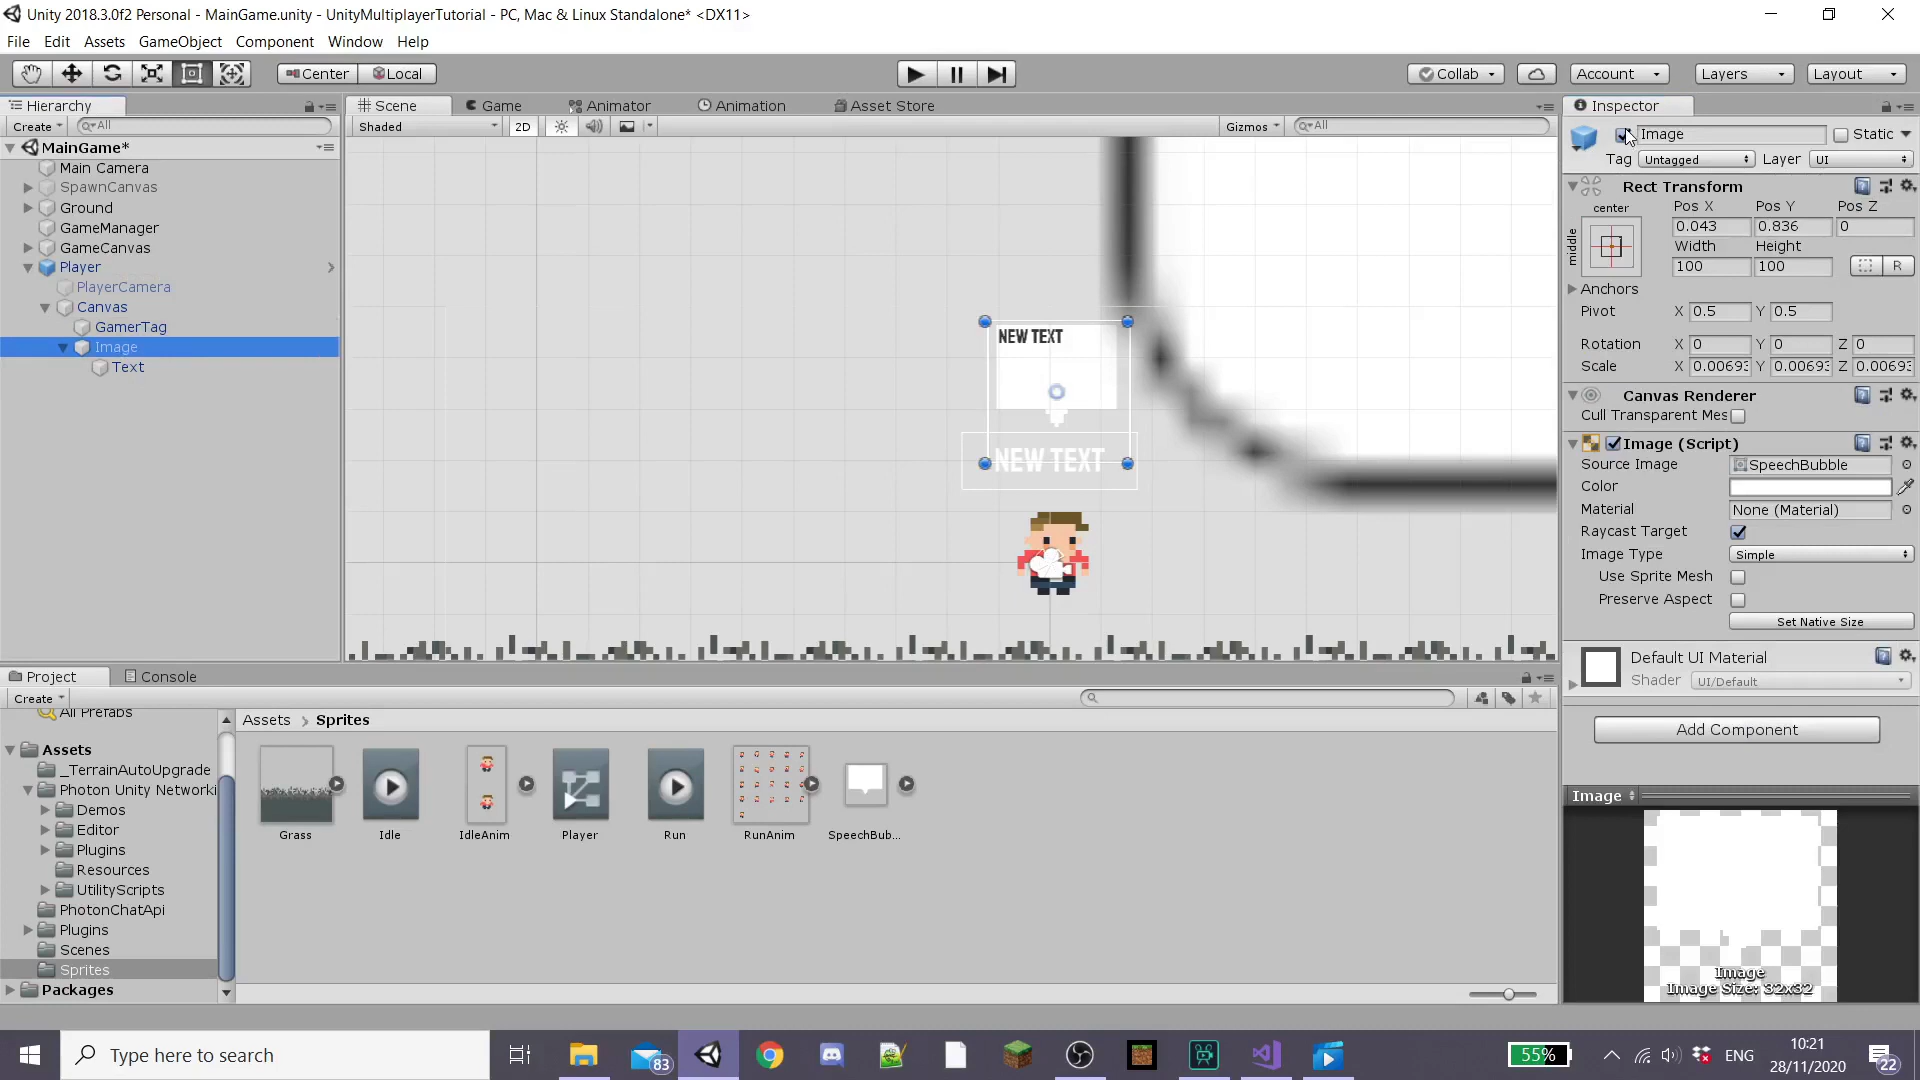 Unity 2018.3.0f2 Personal - MainGame.unity - UnityMultiplayerTutorial - PC, Mac & Linux Standalone* <DX11>
File Edit Assets GameObject Component Window Help
Center Local Collab Account Layers Layout
Hierarchy
Create All
MainGame*
Main Camera
SpawnCanvas
Ground
GameManager
GameCanvas
Player
PlayerCamera
Canvas
GamerTag
Image
Text
Scene Game Animator Animation Asset Store
Shaded 2D Gizmos All
NEW TEXT
NEW TEXT
Inspector
Image Static
Tag Untagged Layer UI
Rect Transform
center Pos X Pos Y Pos Z
middle 0.043 0.836 0
Width Height
100 100 R
Anchors
Pivot X 0.5 Y 0.5
Rotation X 0 Y 0 Z 0
Scale X 0.0069 Y 0.0069 Z 0.0069
Canvas Renderer
Cull Transparent Mes
Image (Script)
Source Image SpeechBubble
Color
Material None (Material)
Raycast Target
Image Type Simple
Use Sprite Mesh
Preserve Aspect
Set Native Size
Default UI Material
Shader UI/Default
Add Component
Image
Image
Image Size: 32x32
Project Console
Create
All Prefabs
Assets
_TerrainAutoUpgrade
Photon Unity Networki
Demos
Editor
Plugins
Resources
UtilityScripts
PhotonChatApi
Plugins
Scenes
Sprites
Packages
Assets > Sprites
Grass Idle IdleAnim Player Run RunAnim SpeechBub...
Type here to search
83
55%
ENG
10:21
28/11/2020
22